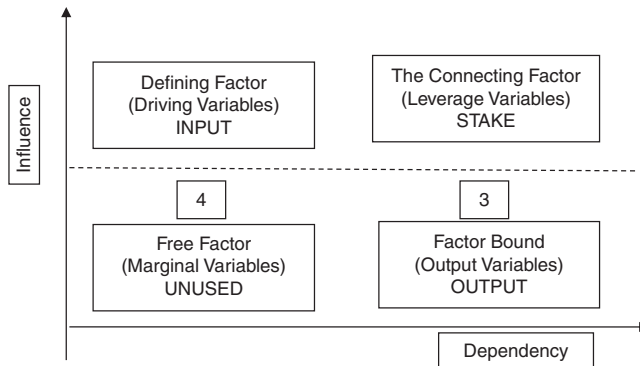 Influence
Defining Factor
(Driving Variables)
INPUT
The Connecting Factor
(Leverage Variables)
STAKE
4
3
Free Factor
(Marginal Variables)
UNUSED
Factor Bound
(Output Variables)
OUTPUT
Dependency